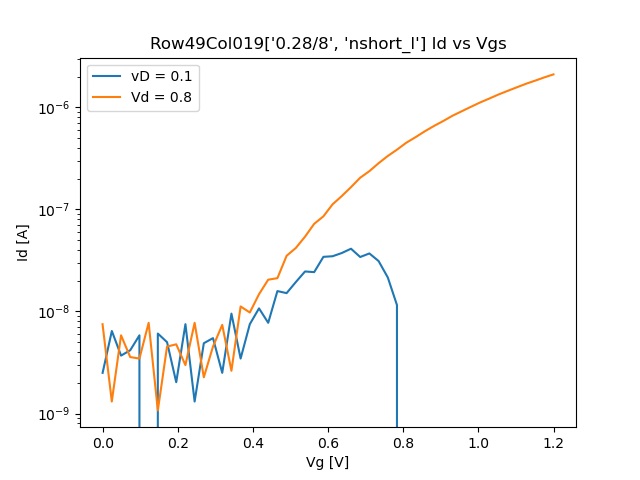 Row49Col019['0.28/8', 'nshort_l'] Id vs Vgs
vD = 0.1
Vd = 0.8
10⁻⁶
10⁻⁷
10⁻⁸
10⁻⁹
Id [A]
0.0 0.2 0.4 0.6 0.8 1.0 1.2
Vg [V]